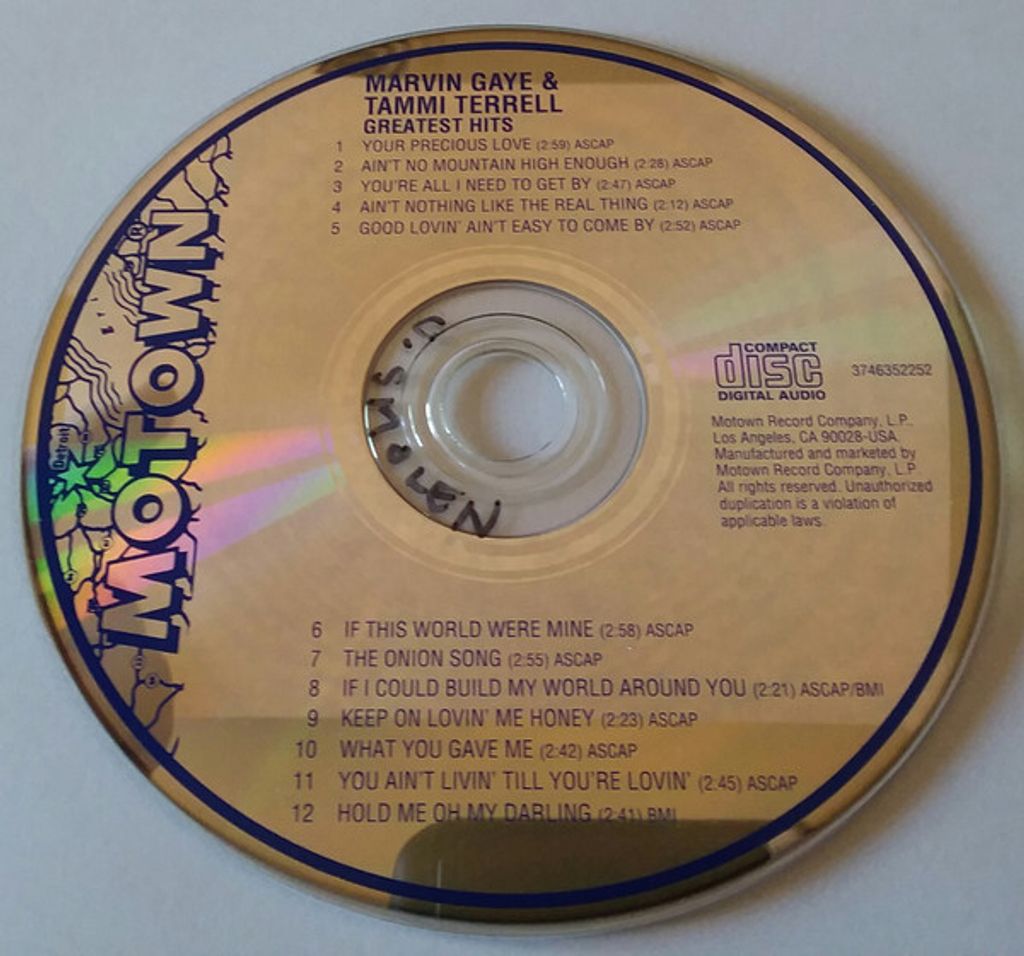 MARVIN GAYE &
TAMMI TERRELL
GREATEST HITS
1 YOUR PRECIOUS LOVE (2:59) ASCAP
2 AIN'T NO MOUNTAIN HIGH ENOUGH (2:28) ASCAP
3 YOU'RE ALL I NEED TO GET BY (2:47) ASCAP
4 AIN'T NOTHING LIKE THE REAL THING (2:12) ASCAP
5 GOOD LOVIN' AIN'T EASY TO COME BY (2:52) ASCAP
MOTOWN®
Detroit
COMPACT
disc
DIGITAL AUDIO
3746352252
Motown Record Company, L.P.,
Los Angeles, CA 90028-USA.
Manufactured and marketed by
Motown Record Company, L.P.
All rights reserved. Unauthorized
duplication is a violation of
applicable laws.
6 IF THIS WORLD WERE MINE (2:58) ASCAP
7 THE ONION SONG (2:55) ASCAP
8 IF I COULD BUILD MY WORLD AROUND YOU (2:21) ASCAP/BMI
9 KEEP ON LOVIN' ME HONEY (2:23) ASCAP
10 WHAT YOU GAVE ME (2:42) ASCAP
11 YOU AIN'T LIVIN' TILL YOU'RE LOVIN' (2:45) ASCAP
12 HOLD ME OH MY DARLING (2:41) BMI